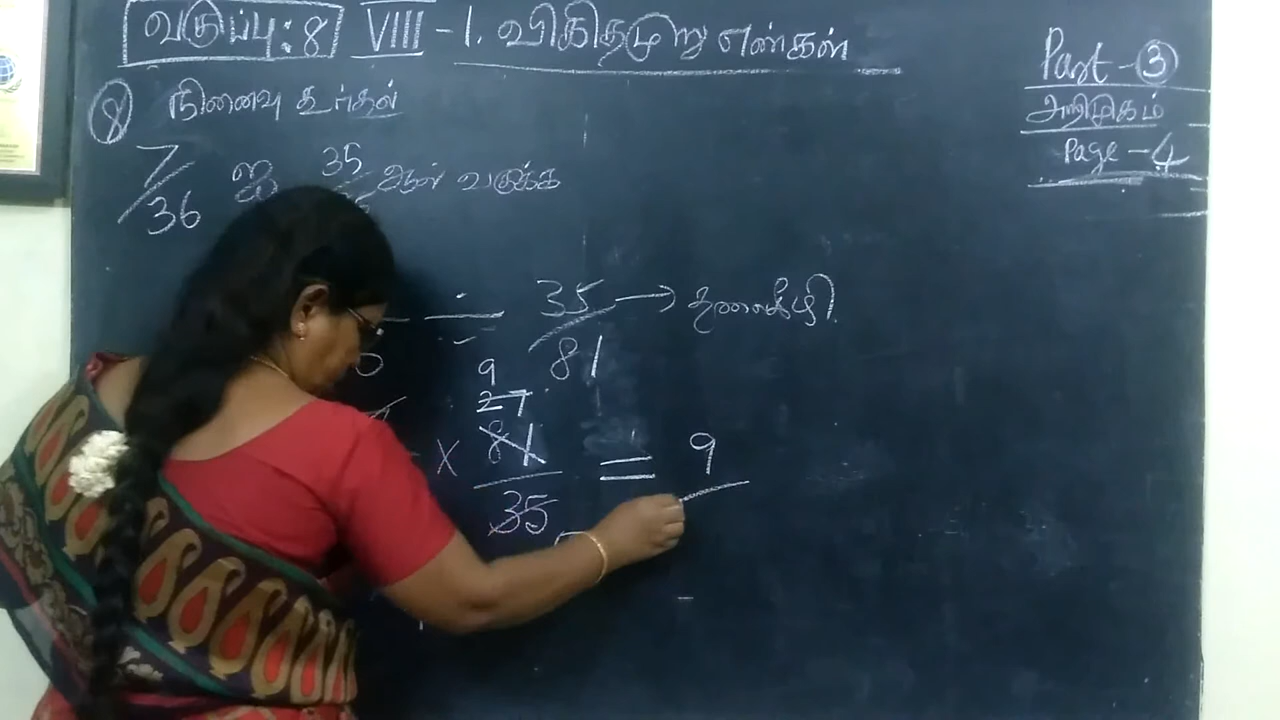 வகுப்பு: 8 VIII - 1. விகிதமுறு எண்கள்
Part - 3
அறிமுகம்
Page - 4
8 நினைவு கூர்தல்
7/36 ஐ 35 ஆல் வகுக்க
÷ 35/81 → தலைகீழி
9
27
× 81/35 = 9